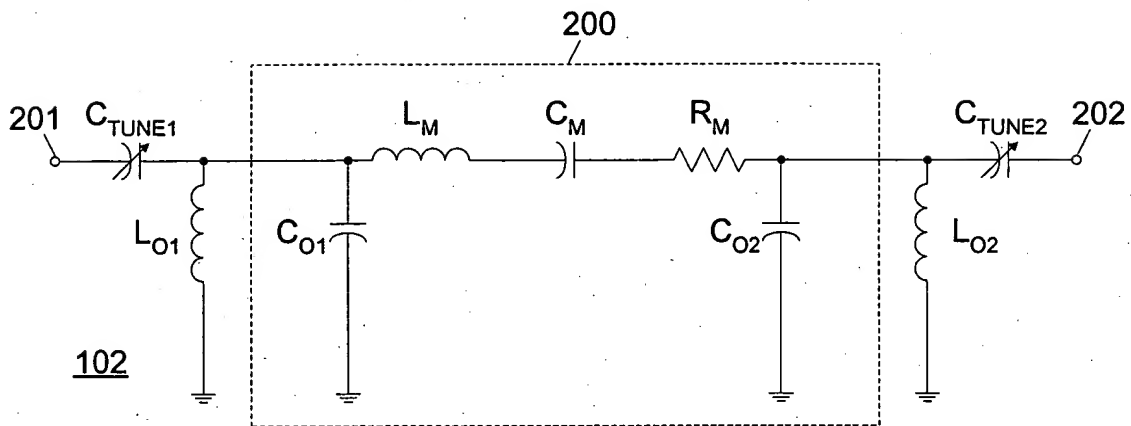 200
201
C_TUNE1
L_M
C_M
R_M
C_TUNE2
202
L_O1
C_O1
C_O2
L_O2
102